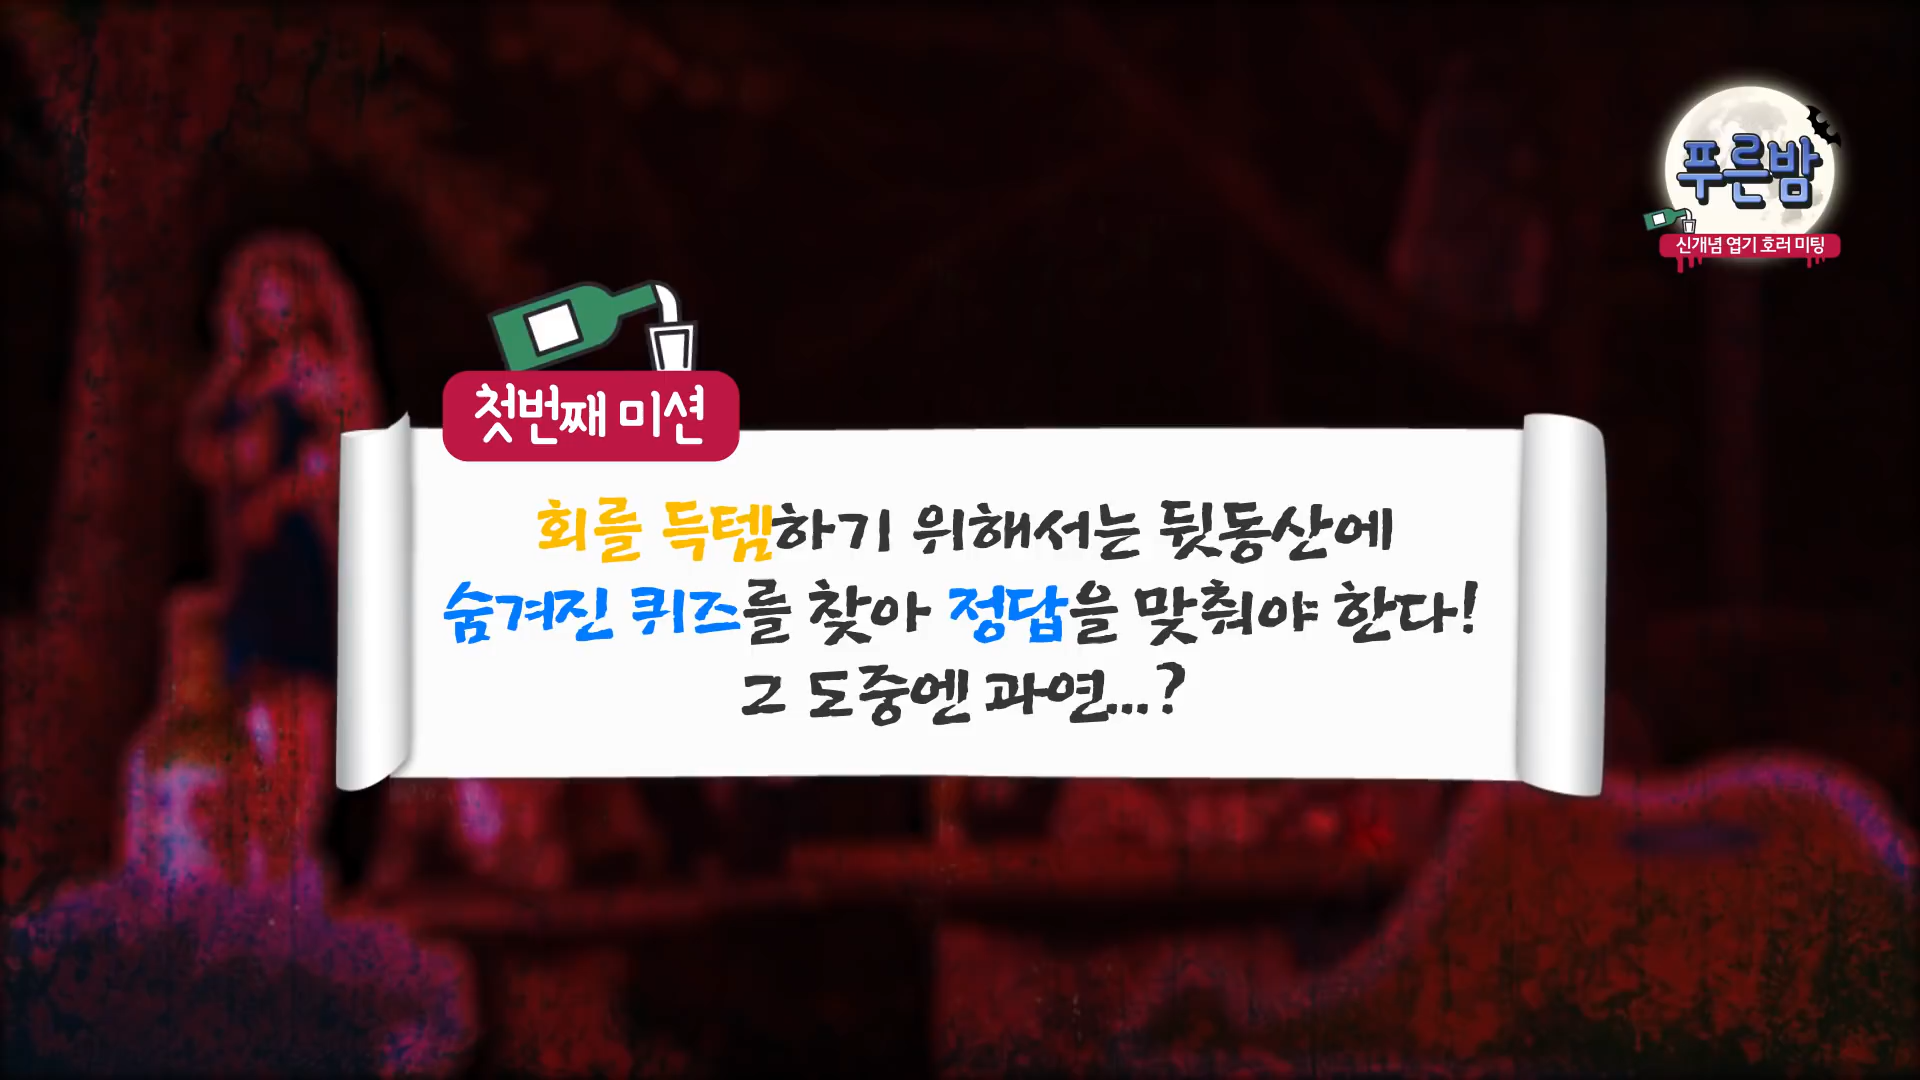 푸른밤
신개념 엽기 호러 미팅
첫번째 미션
회를 득템하기 위해서는 뒷동산에
숨겨진 퀴즈를 찾아 정답을 맞춰야 한다!
그 도중엔 과연...?